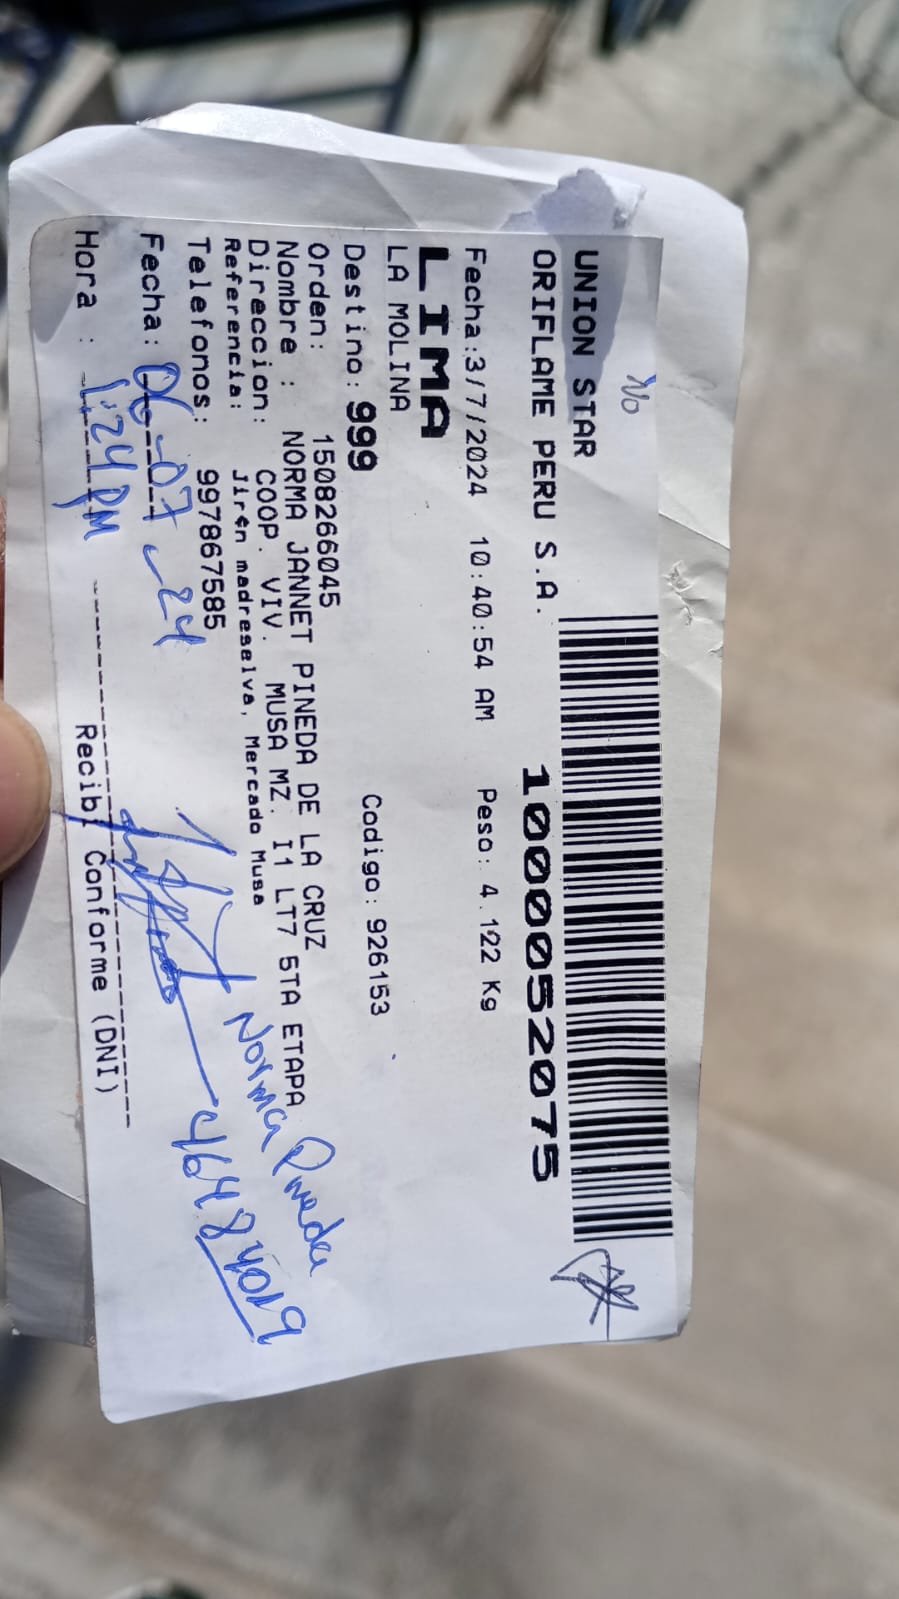 No
UNION STAR
ORIFLAME PERU S.A.
1000052075
Fecha:3/7/2024 10:40:54 AM Peso: 4.122 Kg
LIMA
LA MOLINA
Destino: 999 Codigo: 926153
Orden: 1508266045
Nombre : NORMA JANNET PINEDA DE LA CRUZ
Direccion: COOP. VIV. MUSA MZ. I1 LT7 5TA ETAPA
Referencia: Jirón madreselva, Mercado Musa
Telefonos: 997867585
Norma Pineda
Fecha: 06-07-24
46484019
Hora : 1:24 PM
Recibi Conforme (DNI)